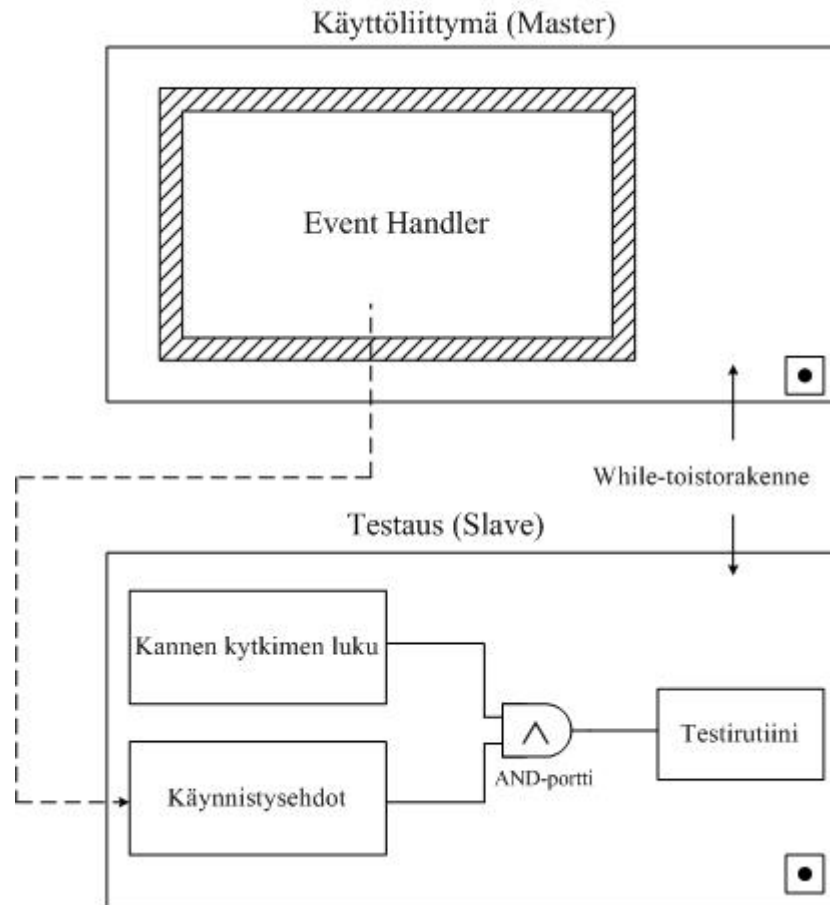 Käyttöliittymä (Master)
Event Handler
While-toistorakenne
Testaus (Slave)
Kannen kytkimen luku
Testirutiini
AND-portti
Käynnistysehdot